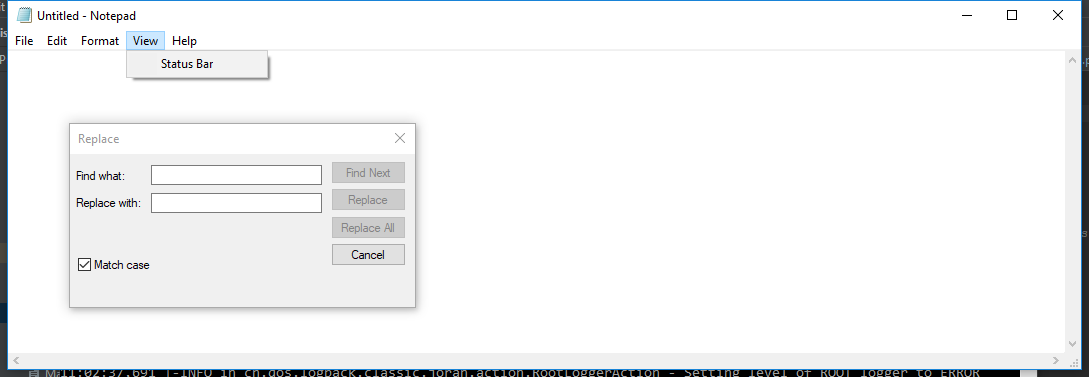 Untitled - Notepad
File Edit Format View Help
Status Bar
Replace
Find what:
Find Next
Replace with:
Replace
Replace All
Cancel
Match case
11:02:37,691 |-INFO in ch.qos.logback.classic.joran.action.RootLoggerAction - Setting level of ROOT logger to ERROR